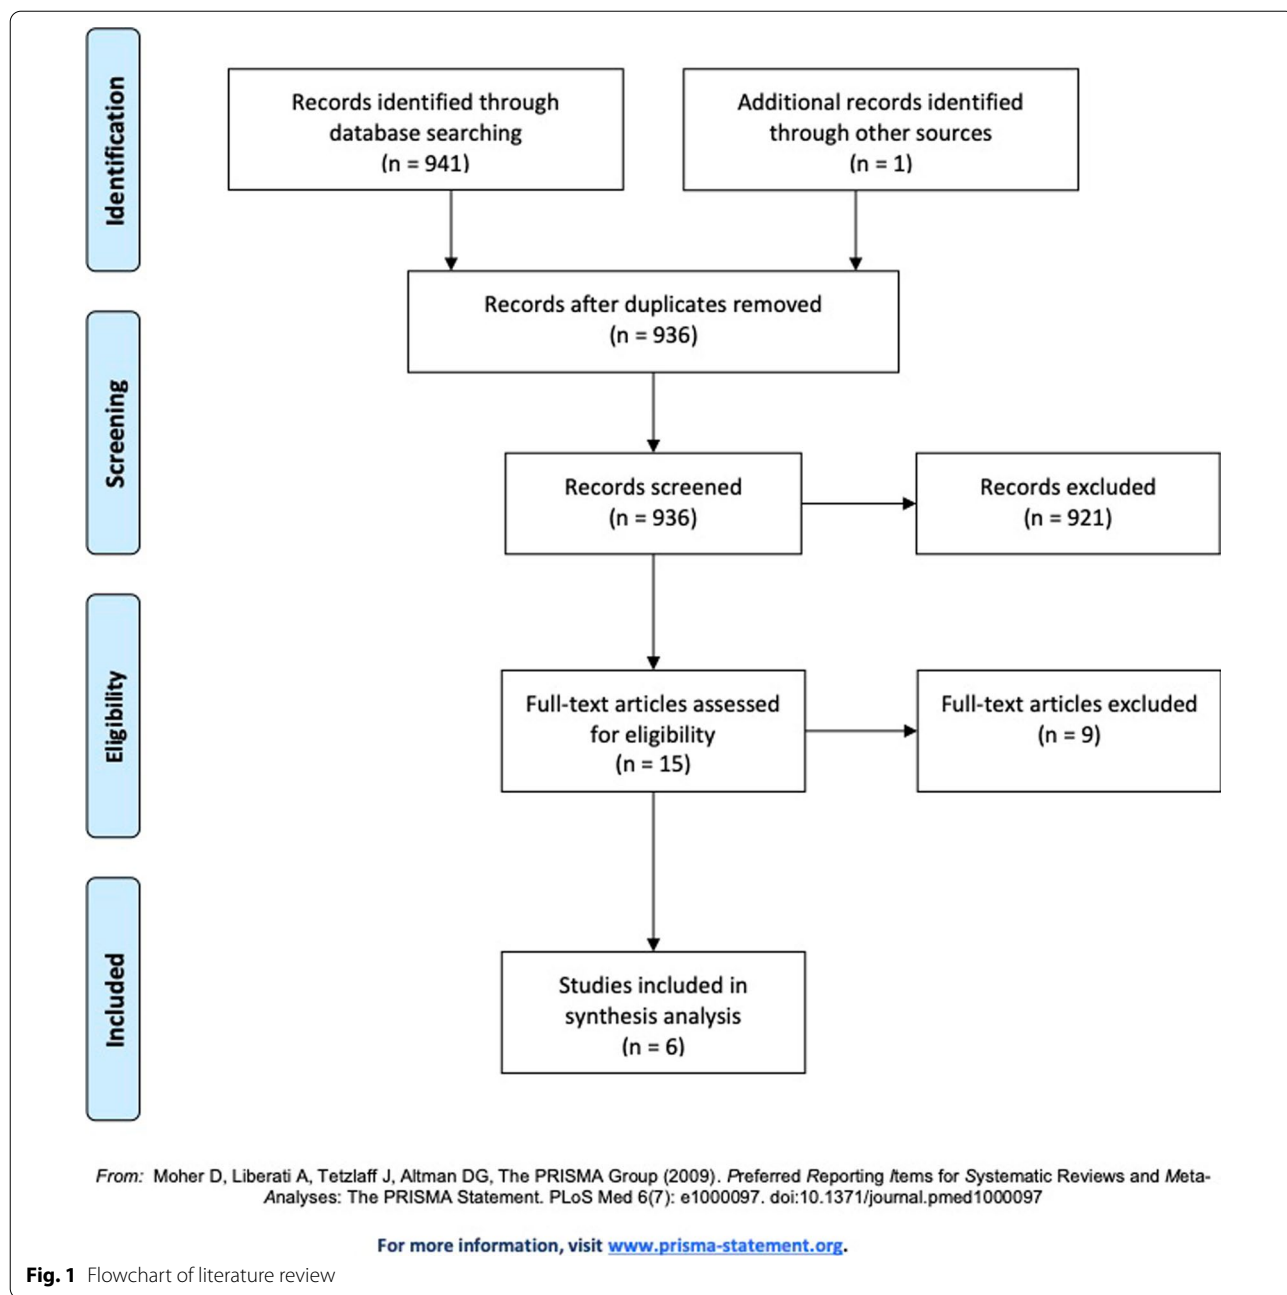 Identification
Records identified through
database searching
(n = 941)
Additional records identified
through other sources
(n = 1)
Records after duplicates removed
(n = 936)
Screening
Records screened
(n = 936)
Records excluded
(n = 921)
Eligibility
Full-text articles assessed
for eligibility
(n = 15)
Full-text articles excluded
(n = 9)
Included
Studies included in
synthesis analysis
(n = 6)
From: Moher D, Liberati A, Tetzlaff J, Altman DG, The PRISMA Group (2009). Preferred Reporting Items for Systematic Reviews and Meta-
Analyses: The PRISMA Statement. PLoS Med 6(7): e1000097. doi:10.1371/journal.pmed1000097
For more information, visit www.prisma-statement.org.
Fig. 1 Flowchart of literature review